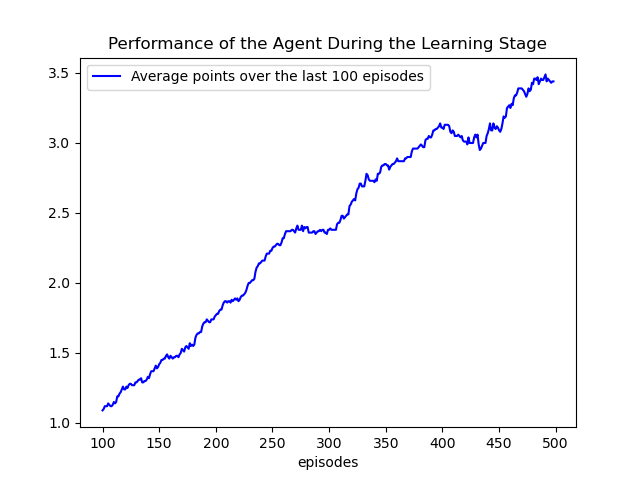 Performance of the Agent During the Learning Stage
Average points over the last 100 episodes
3.5
3.0
2.5
2.0
1.5
1.0
100 150 200 250 300 350 400 450 500
episodes